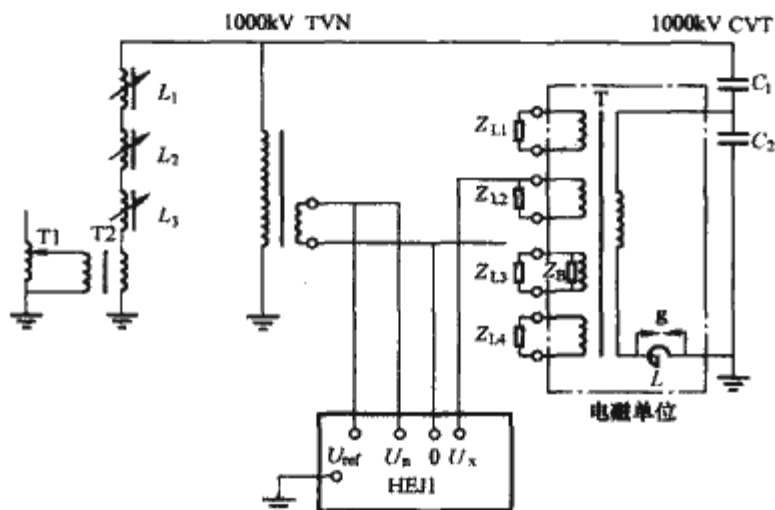 1000kV TVN
1000kV CVT
L1
L2
L3
T1
T2
T
C1
C2
ZL1
ZL2
ZL3
ZB
ZL4
g
L
电磁单位
Uref
Un
0
Ux
HEJ1